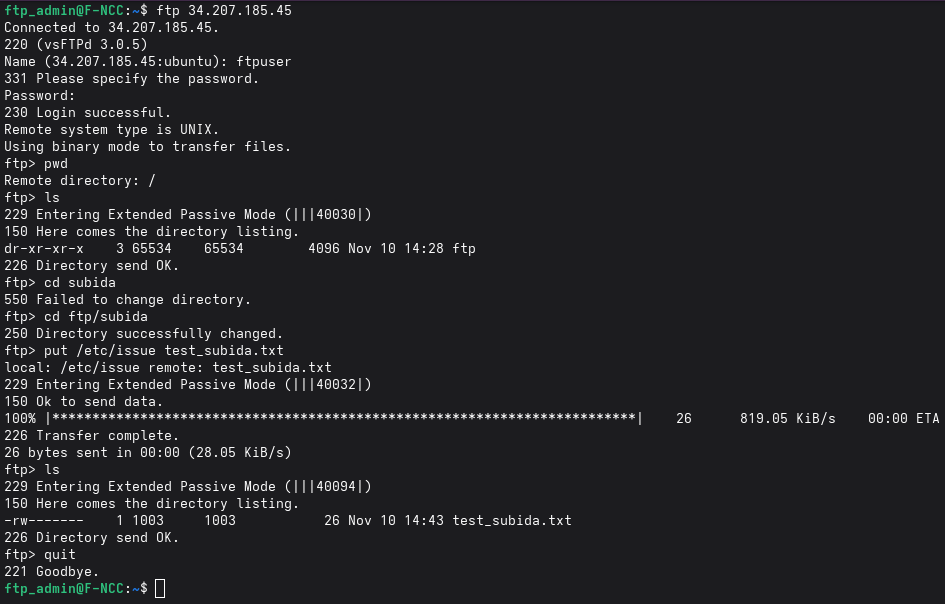 ftp_admin@F-NCC:~$ ftp 34.207.185.45
Connected to 34.207.185.45.
220 (vsFTPd 3.0.5)
Name (34.207.185.45:ubuntu): ftpuser
331 Please specify the password.
Password:
230 Login successful.
Remote system type is UNIX.
Using binary mode to transfer files.
ftp> pwd
Remote directory: /
ftp> ls
229 Entering Extended Passive Mode (|||40030|)
150 Here comes the directory listing.
dr-xr-xr-x    3 65534    65534        4096 Nov 10 14:28 ftp
226 Directory send OK.
ftp> cd subida
550 Failed to change directory.
ftp> cd ftp/subida
250 Directory successfully changed.
ftp> put /etc/issue test_subida.txt
local: /etc/issue remote: test_subida.txt
229 Entering Extended Passive Mode (|||40032|)
150 Ok to send data.
100% |*************************************************************************|    26      819.05 KiB/s    00:00 ETA
226 Transfer complete.
26 bytes sent in 00:00 (28.05 KiB/s)
ftp> ls
229 Entering Extended Passive Mode (|||40094|)
150 Here comes the directory listing.
-rw-------    1 1003     1003           26 Nov 10 14:43 test_subida.txt
226 Directory send OK.
ftp> quit
221 Goodbye.
ftp_admin@F-NCC:~$